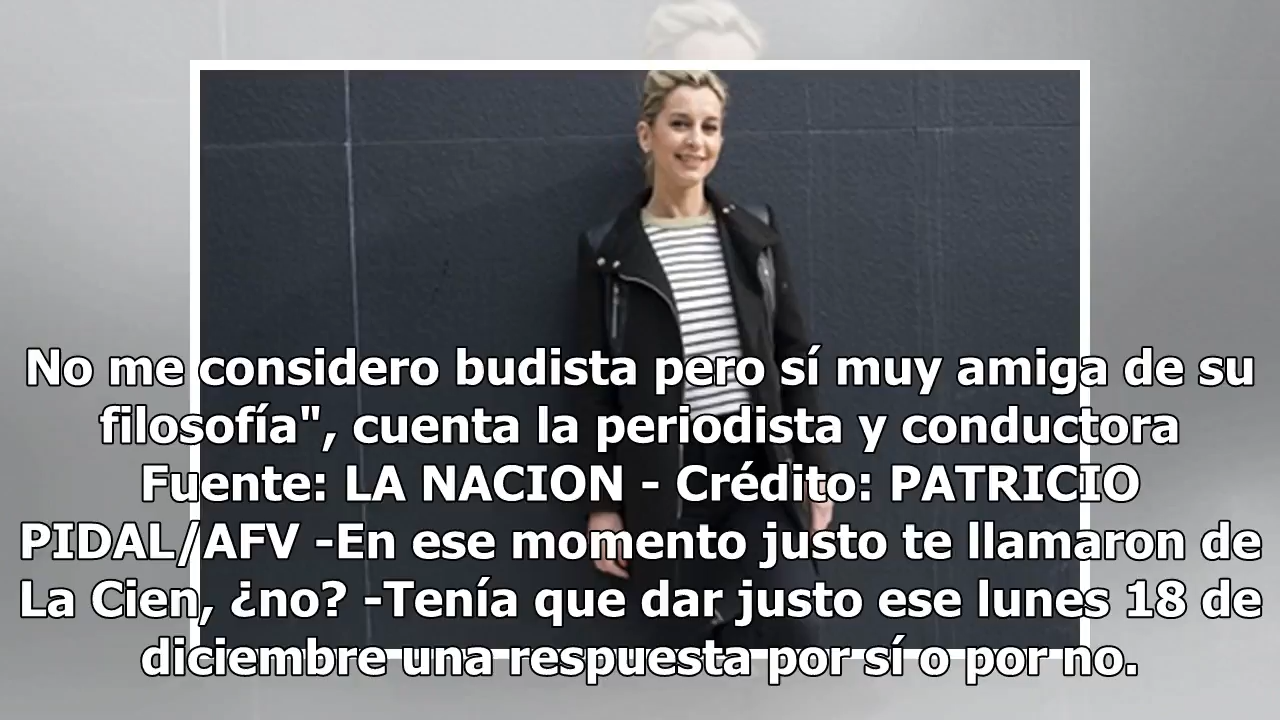 No me considero budista pero sí muy amiga de su
filosofía", cuenta la periodista y conductora
Fuente: LA NACION - Crédito: PATRICIO
PIDAL/AFV -En ese momento justo te llamaron de
La Cien, ¿no? -Tenía que dar justo ese lunes 18 de
diciembre una respuesta por sí o por no.